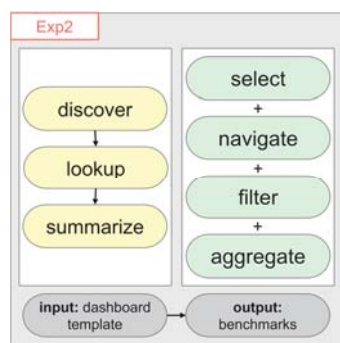 Exp2
discover
lookup
summarize
select
+
navigate
+
filter
+
aggregate
input: dashboard
template
output:
benchmarks